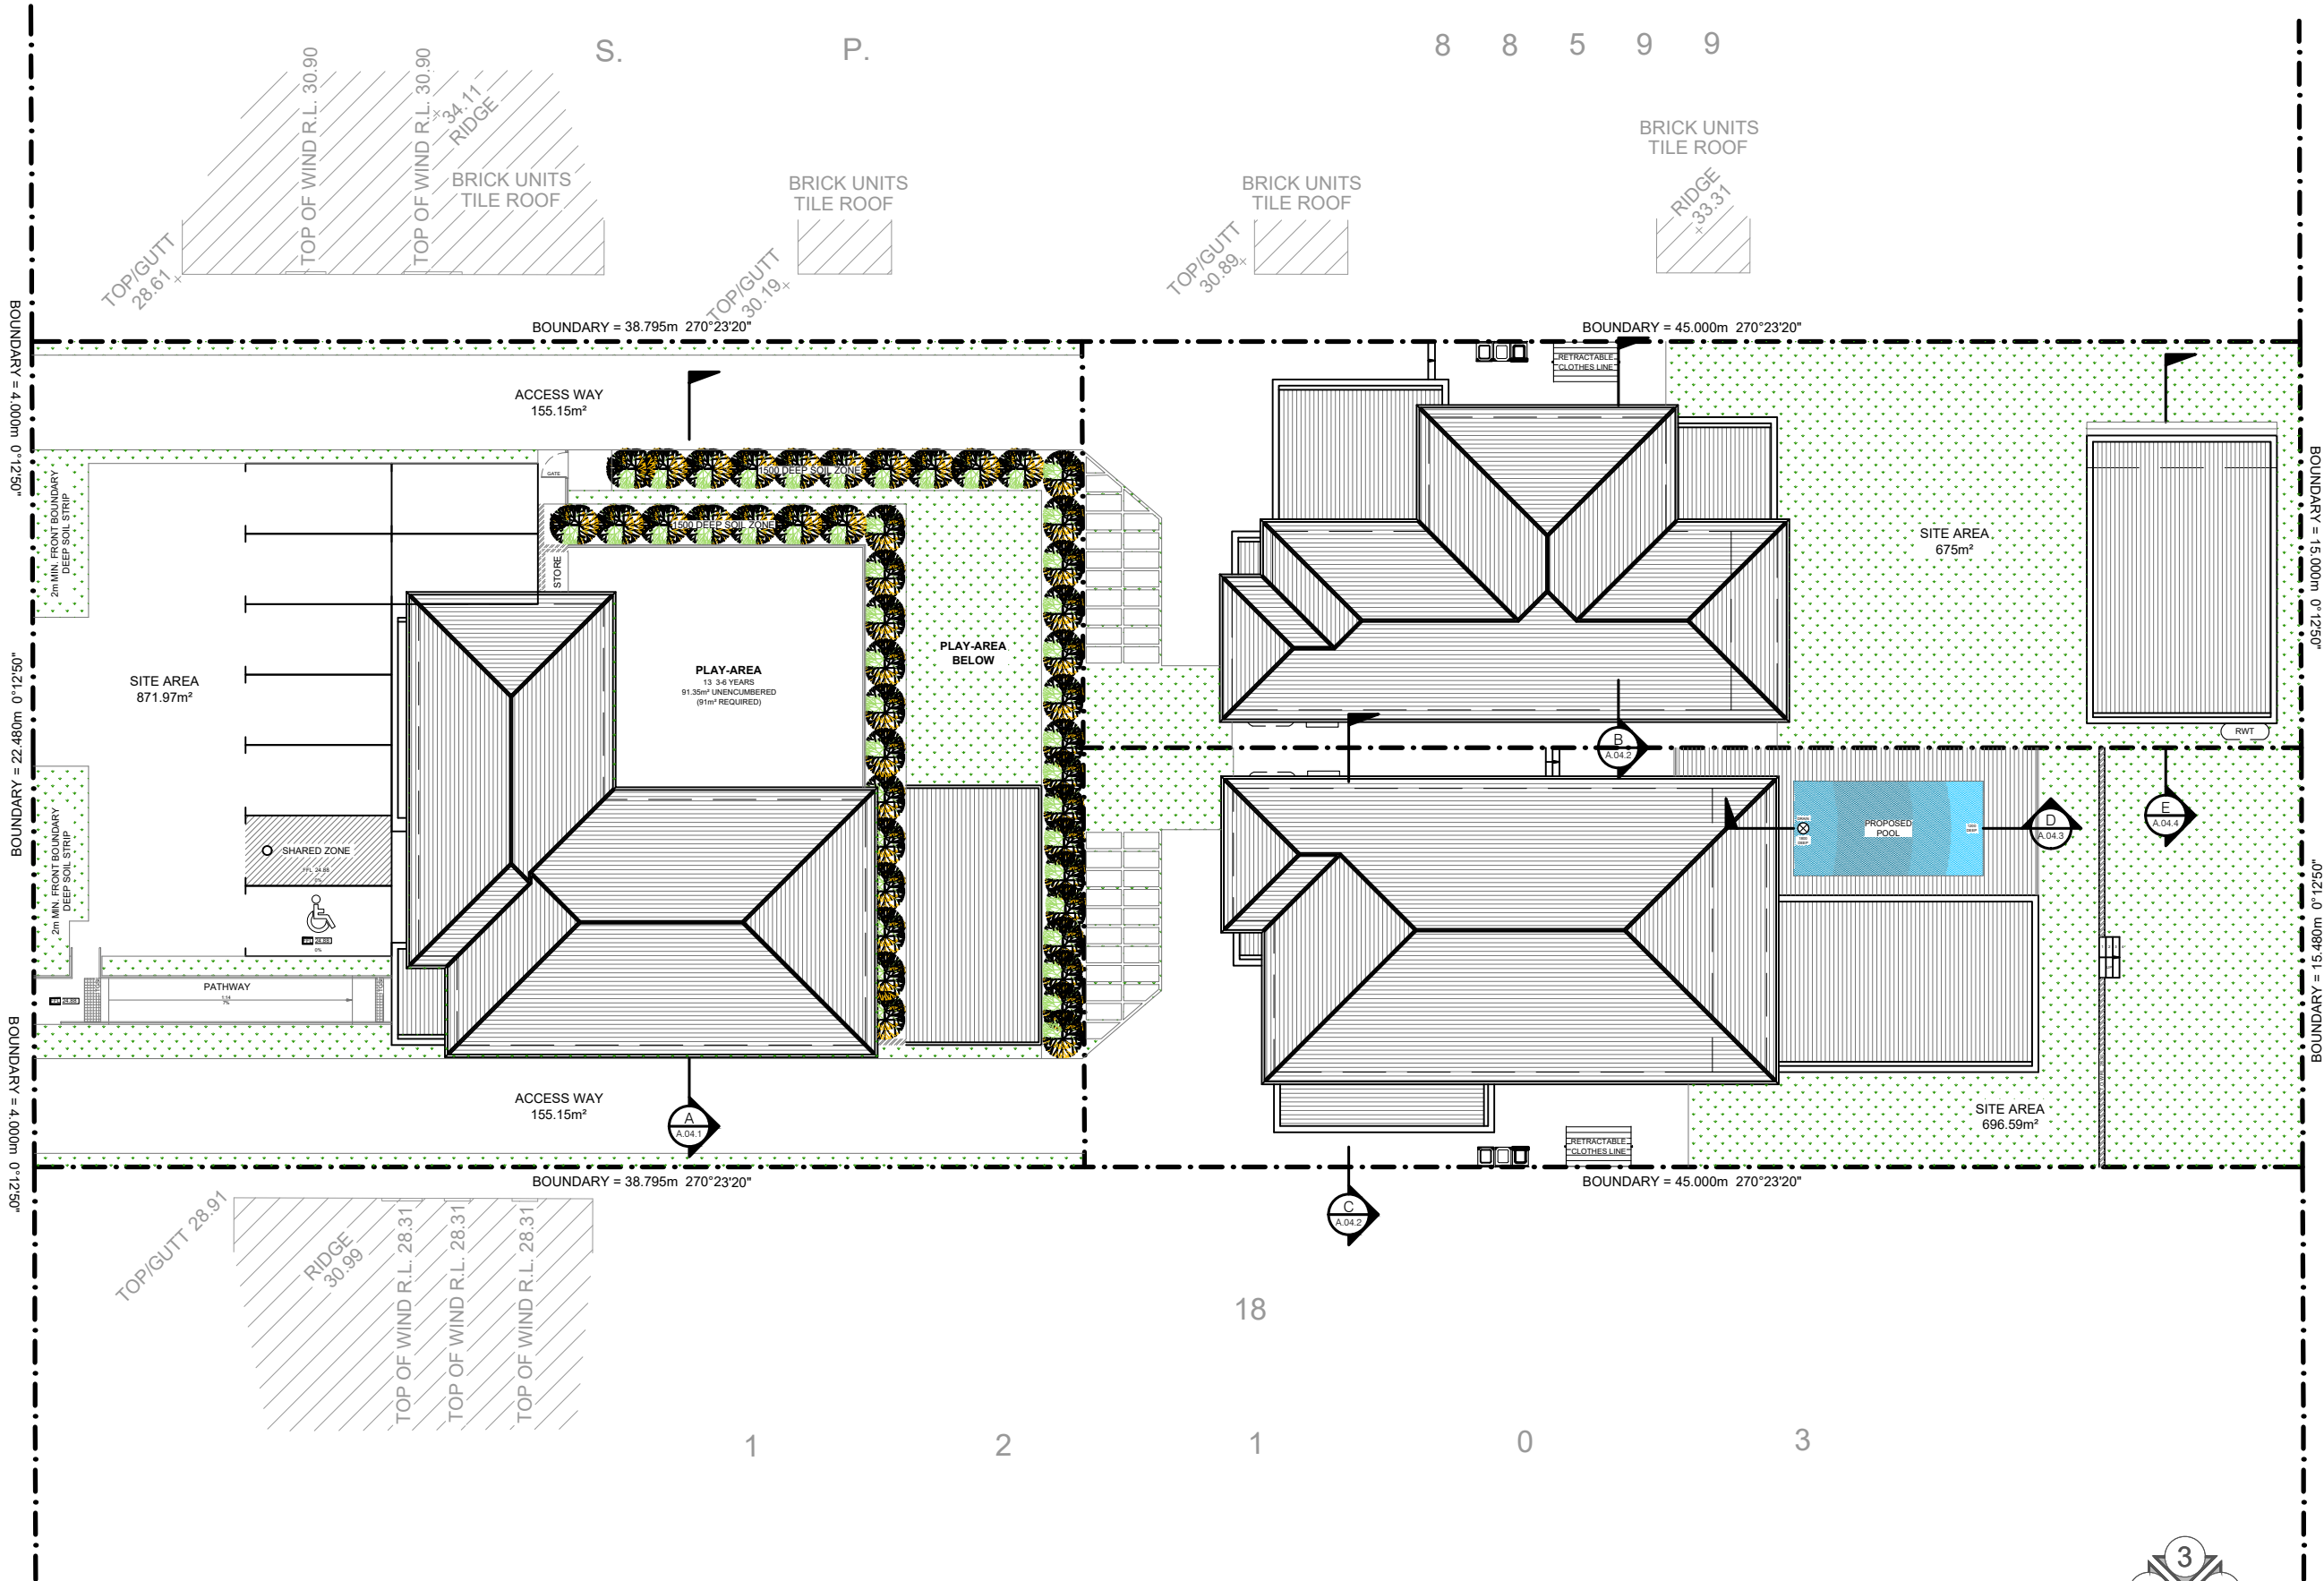 S. P. 8 8 5 9 9
TOP OF WIND R.L. 30.90
TOP OF WIND R.L. 30.90
34.11
RIDGE
BRICK UNITS
TILE ROOF
TOP/GUTT
28.61
BRICK UNITS
TILE ROOF
TOP/GUTT
30.19
BRICK UNITS
TILE ROOF
TOP/GUTT
30.89
BRICK UNITS
TILE ROOF
RIDGE
33.31
BOUNDARY = 38.795m 270°23'20"
BOUNDARY = 45.000m 270°23'20"
BOUNDARY = 4.000m 0°12'50"
BOUNDARY = 22.480m 0°12'50"
BOUNDARY = 4.000m 0°12'50"
BOUNDARY = 15.000m 0°12'50"
BOUNDARY = 15.480m 0°12'50"
ACCESS WAY
155.15m²
RETRACTABLE
CLOTHES LINE
GATE
1500 DEEP SOIL ZONE
1500 DEEP SOIL ZONE
2m MIN. FRONT BOUNDARY
DEEP SOIL STRIP
STORE
SITE AREA
675m²
SITE AREA
871.97m²
PLAY-AREA
13 3-6 YEARS
91.35m² UNENCUMBERED
(91m² REQUIRED)
PLAY-AREA
BELOW
RWT
B
A.04.2
E
A.04.4
D
A.04.3
PROPOSED
POOL
2m MIN. FRONT BOUNDARY
DEEP SOIL STRIP
SHARED ZONE
FFL 24.88
0%
PATHWAY
1:14
7%
ACCESS WAY
155.15m²
A
A.04.1
SITE AREA
696.59m²
RETRACTABLE
CLOTHES LINE
BOUNDARY = 38.795m 270°23'20"
BOUNDARY = 45.000m 270°23'20"
C
A.04.2
TOP/GUTT 28.91
RIDGE
30.99
TOP OF WIND R.L. 28.31
TOP OF WIND R.L. 28.31
TOP OF WIND R.L. 28.31
18
1 2 1 0 3
3